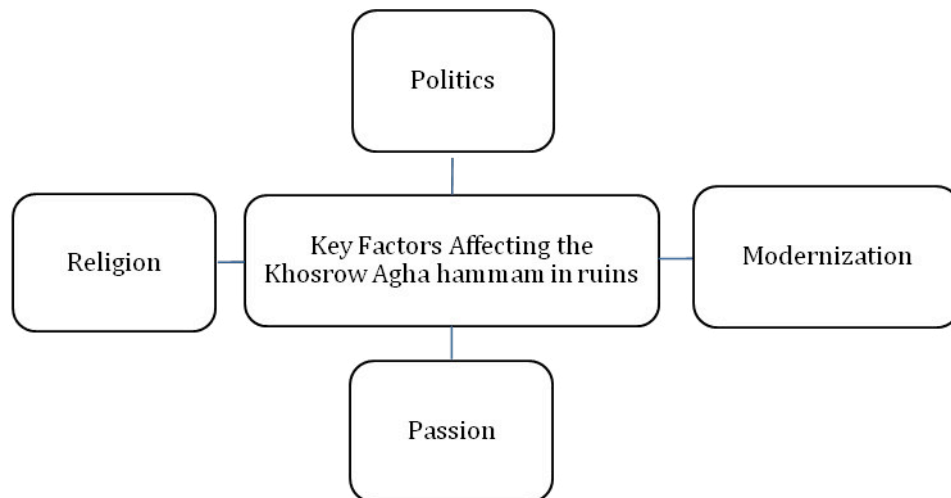 Politics
Religion
Key Factors Affecting the
Khosrow Agha hammam in ruins
Modernization
Passion